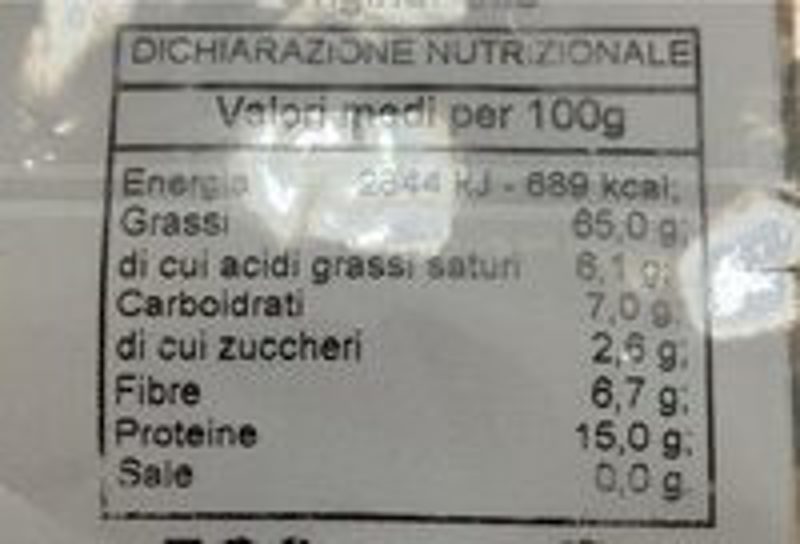 DICHIARAZIONE NUTRIZIONALE
Valori medi per 100g
Energia 2844 kJ - 689 kcal;
Grassi 65,0 g;
di cui acidi grassi saturi 6,1 g;
Carboidrati 7,0 g;
di cui zuccheri 2,6 g;
Fibre 6,7 g;
Proteine 15,0 g;
Sale 0,0 g